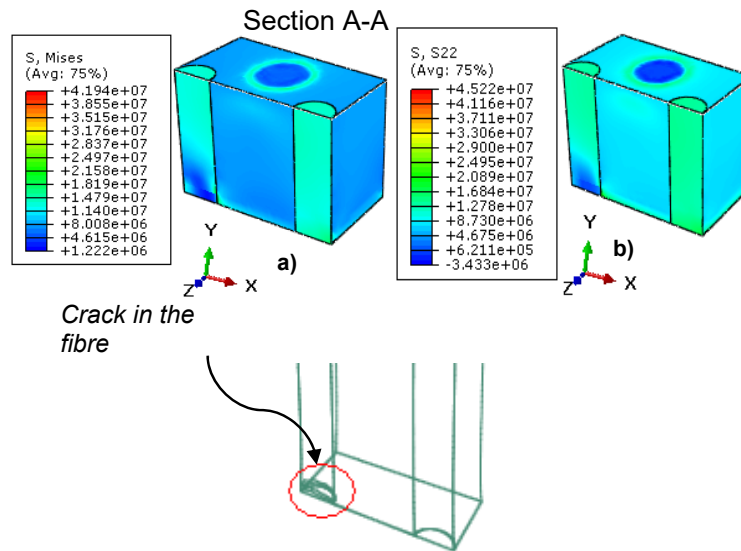 Section A-A
S, Mises
(Avg: 75%)
+4.194e+07
+3.855e+07
+3.515e+07
+3.176e+07
+2.837e+07
+2.497e+07
+2.158e+07
+1.819e+07
+1.479e+07
+1.140e+07
+8.008e+06
+4.615e+06
+1.222e+06
Y
Z
X
a)
S, S22
(Avg: 75%)
+4.522e+07
+4.116e+07
+3.711e+07
+3.306e+07
+2.900e+07
+2.495e+07
+2.089e+07
+1.684e+07
+1.278e+07
+8.730e+06
+4.675e+06
+6.211e+05
-3.433e+06
Y
Z
X
b)
Crack in the
fibre